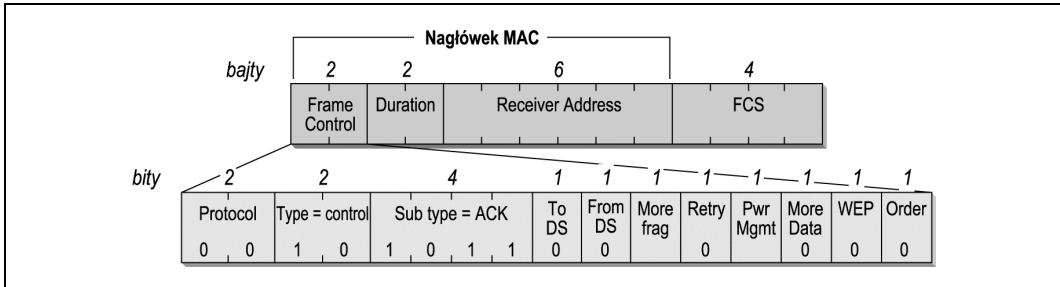 Nagłówek MAC
bajty 2 2 6 4
Frame Control Duration Receiver Address FCS
bity 2 2 4 1 1 1 1 1 1 1 1
Protocol Type = control Sub type = ACK To DS From DS More frag Retry Pwr Mgmt More Data WEP Order
0 0 1 0 1 0 1 1 0 0 0 0 0 0